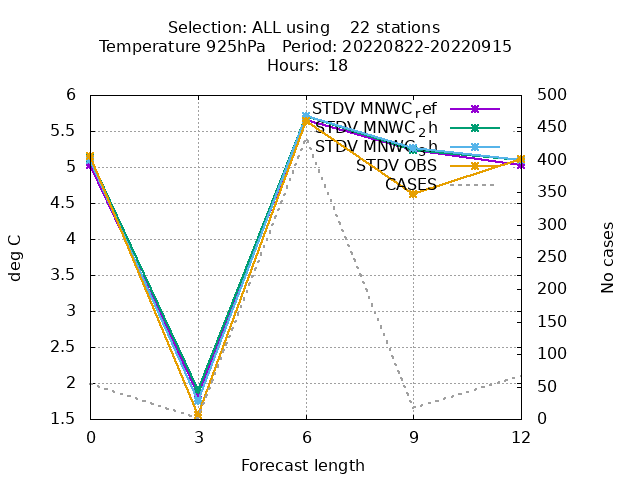 Selection: ALL using    22 stations
Temperature 925hPa   Period: 20220822-20220915
Hours:  18
deg C
6
5.5
5
4.5
4
3.5
3
2.5
2
1.5
STDV MNWC_ref
STDV MNWC_2h
STDV MNWC_3h
STDV OBS
CASES
500
450
400
350
300
250
200
150
100
50
0
No cases
0 3 6 9 12
Forecast length